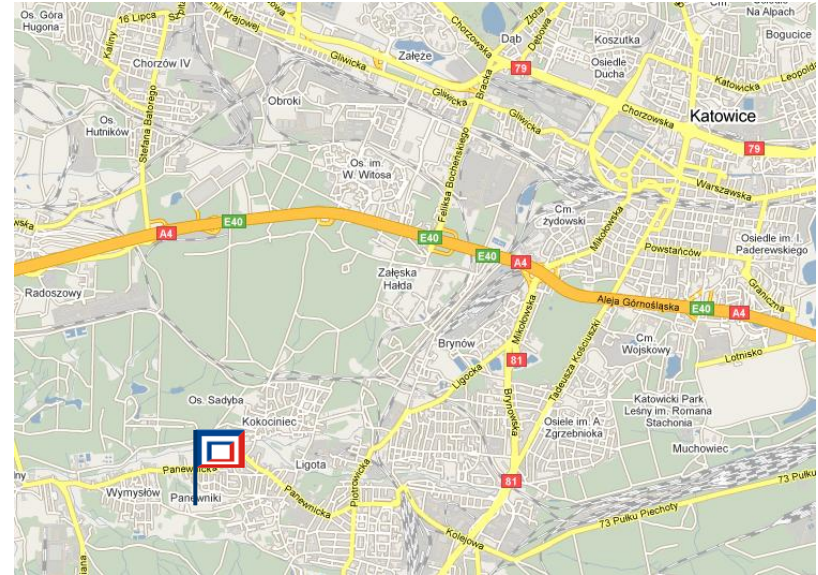 Os. Góra
Hugona
16 Lipca
Kaliny
Chorzów IV
Stefana Batorego
Os.
Hutników
Obroki
Gliwicka
Załęże
Gliwicka
Gliwicka
Chorzowska
Bracka
Dąb
Złota
Dębowa
79
Koszutka
Osiedle
Ducha
Na Alpach
Bogucice
Katowicka
Leopolda
Chorzowska
Katowice
79
Warszawska
Os. im.
W. Witosa
Feliksa Bocheńskiego
Cm.
żydowski
Mikołowska
Powstańców
Osiedle im. I.
Paderewskiego
Graniczna
A4
E40
E40
E40
A4
Załęska
Hałda
Radoszowy
Aleja Górnośląska
E40
A4
Mikołowska
Tadeusza Kościuszki
Cm.
Wojskowy
Lotnisko
Brynów
81
Ligocka
Brynowska
Os. Sadyba
Kokociniec
Osiele im. A.
Zgrzebnioka
Katowicki Park
Leśny im. Romana
Stachonia
Muchowiec
Panewnicka
Ligota
Piotrowicka
Wymysłów
Panewniki
Panewnicka
81
73 Pułku Piechoty
73 Pułku
Kolejowa